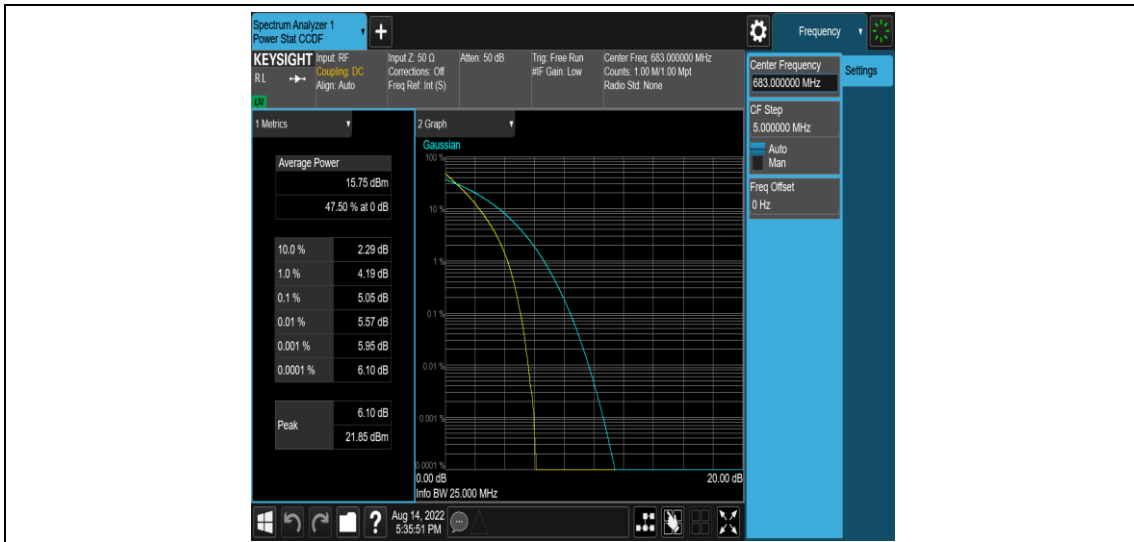 Spectrum Analyzer 1
Power Stat CCDF
Frequency
KEYSIGHT
RL
LXI
Input: RF
Coupling: DC
Align: Auto
Input Z: 50 Ω
Corrections: Off
Freq Ref: Int (S)
Atten: 50 dB
Trig: Free Run
#IF Gain: Low
Center Freq: 683.000000 MHz
Counts: 1.00 M/1.00 Mpt
Radio Std: None
Center Frequency
683.000000 MHz
Settings
CF Step
5.000000 MHz
Auto
Man
Freq Offset
0 Hz
1 Metrics
Average Power
15.75 dBm
47.50 % at 0 dB
10.0 % 2.29 dB
1.0 % 4.19 dB
0.1 % 5.05 dB
0.01 % 5.57 dB
0.001 % 5.95 dB
0.0001 % 6.10 dB
Peak
6.10 dB
21.85 dBm
2 Graph
Gaussian
100 %
10 %
1 %
0.1 %
0.01 %
0.001 %
0.0001 %
0.00 dB
20.00 dB
Info BW 25.000 MHz
?
Aug 14, 2022
5:35:51 PM